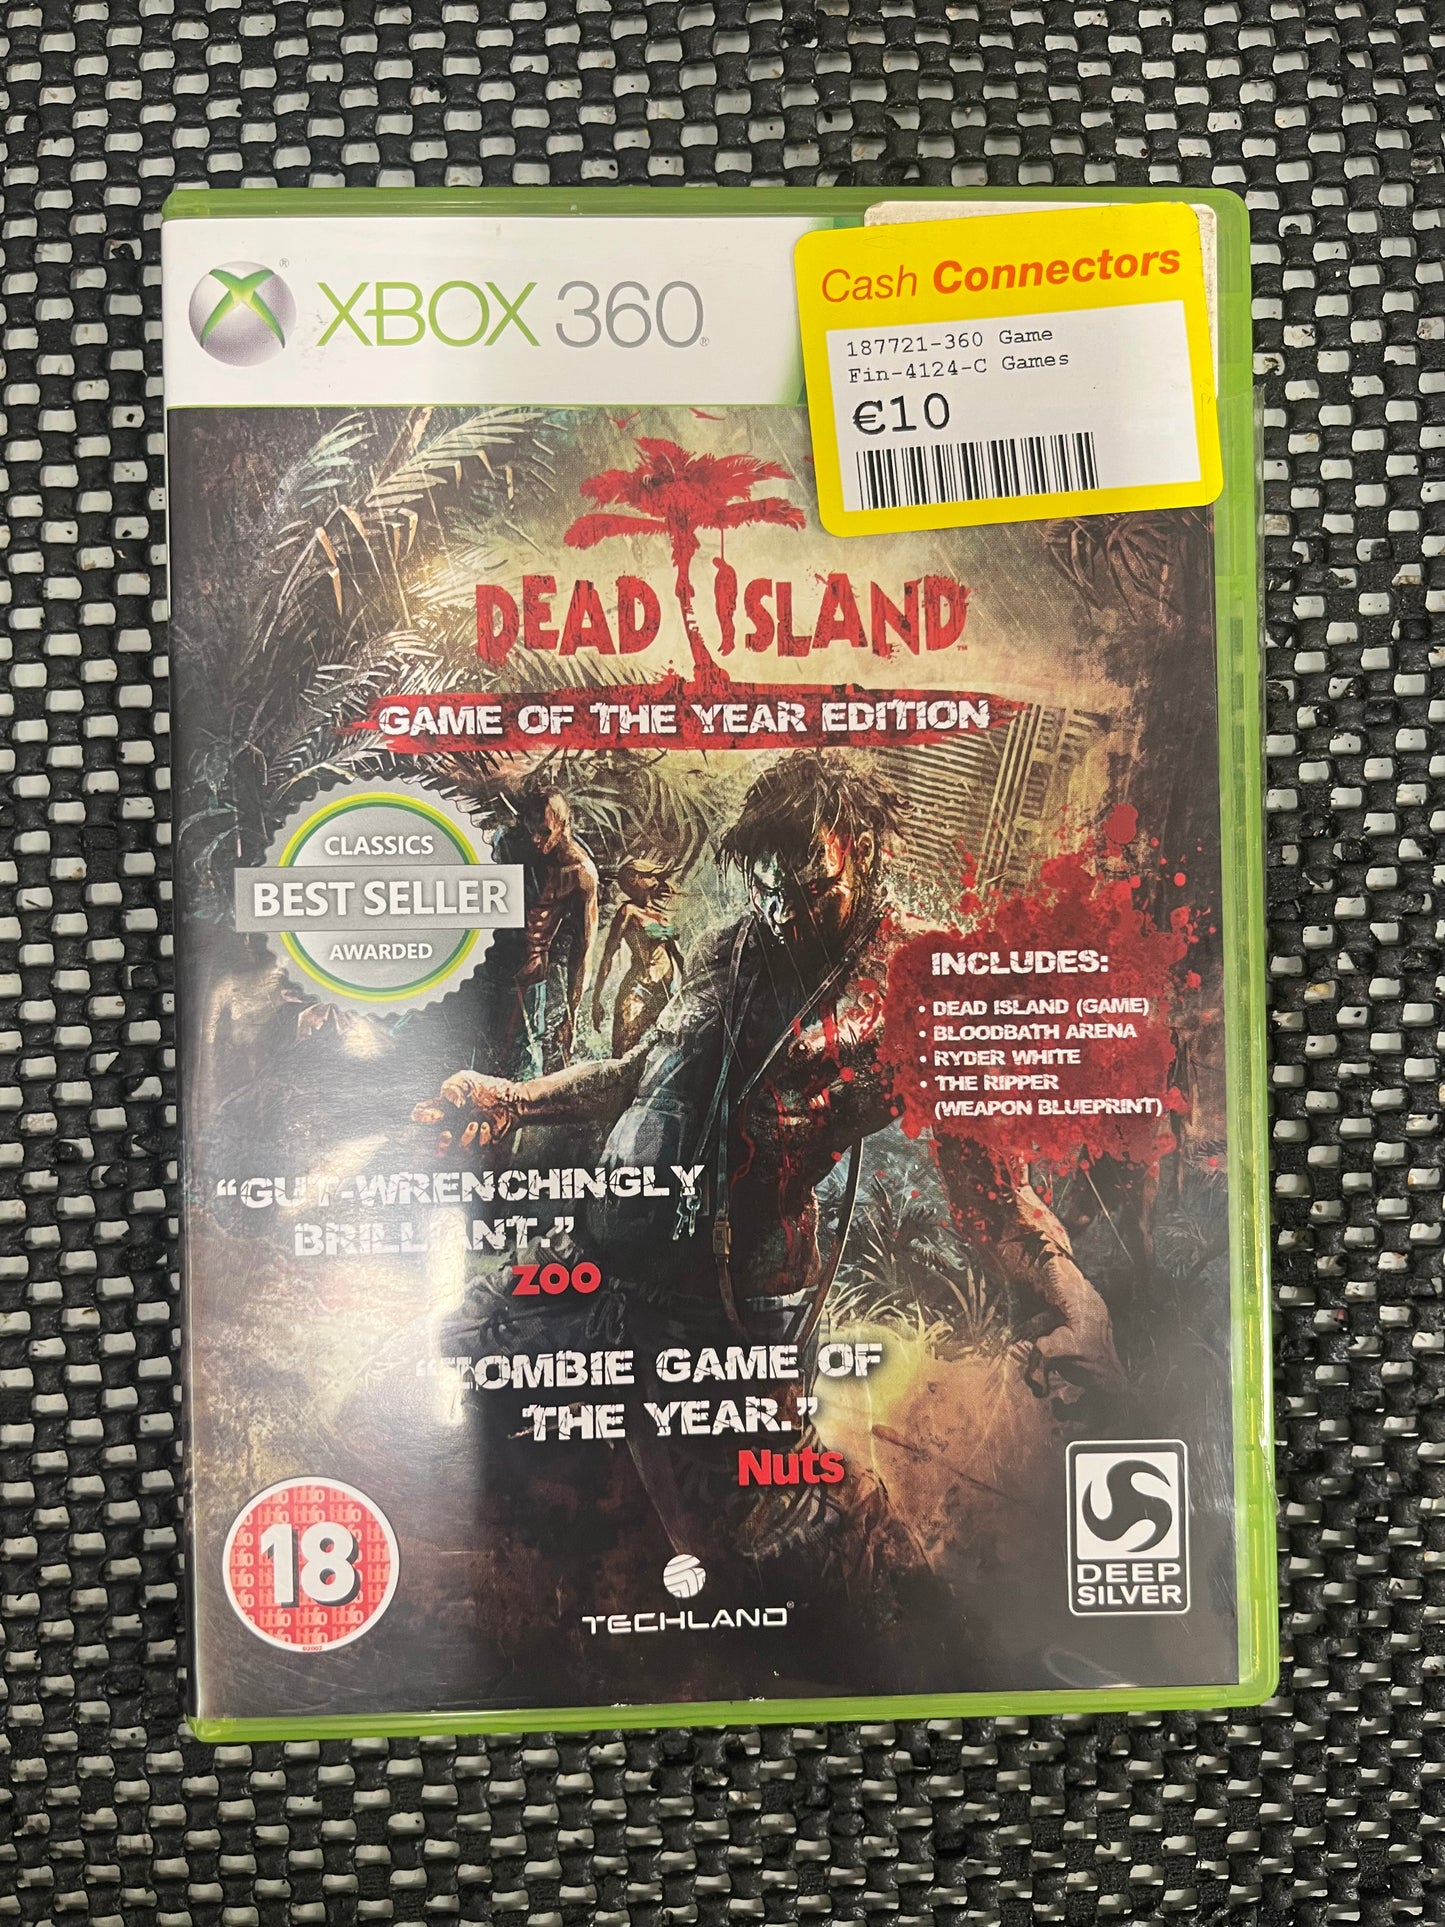 XBOX 360
Cash Connectors
187721-360 Game
Fin-4124-C Games
€10
DEAD ISLAND™
GAME OF THE YEAR EDITION
CLASSICS
BEST SELLER
AWARDED
INCLUDES:
• DEAD ISLAND (GAME)
• BLOODBATH ARENA
• RYDER WHITE
• THE RIPPER
(WEAPON BLUEPRINT)
"GUT-WRENCHINGLY
BRILLIANT."
ZOO
"ZOMBIE GAME OF
THE YEAR."
Nuts
18
TECHLAND®
DEEP
SILVER